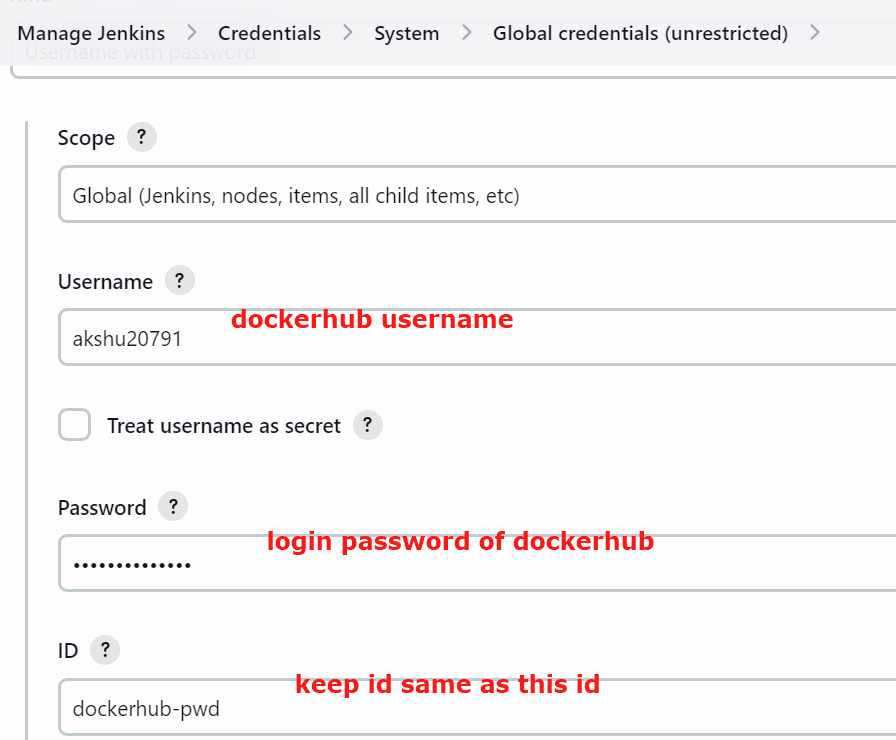 Manage Jenkins > Credentials > System > Global credentials (unrestricted) >
Username with password
Scope ?
Global (Jenkins, nodes, items, all child items, etc)
Username ?
dockerhub username
akshu20791
Treat username as secret ?
Password ?
login password of dockerhub
••••••••••••••
ID ?
keep id same as this id
dockerhub-pwd